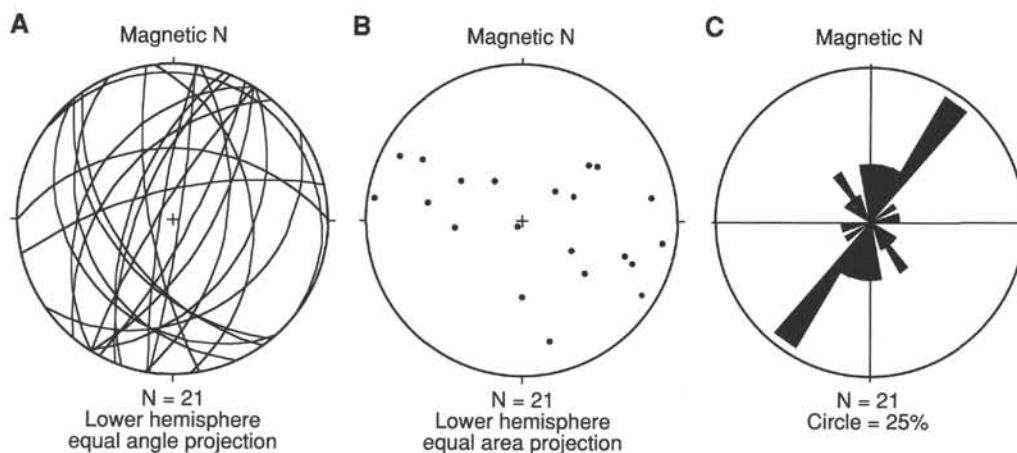 A
Magnetic N
N = 21
Lower hemisphere
equal angle projection
B
Magnetic N
N = 21
Lower hemisphere
equal area projection
C
Magnetic N
N = 21
Circle = 25%